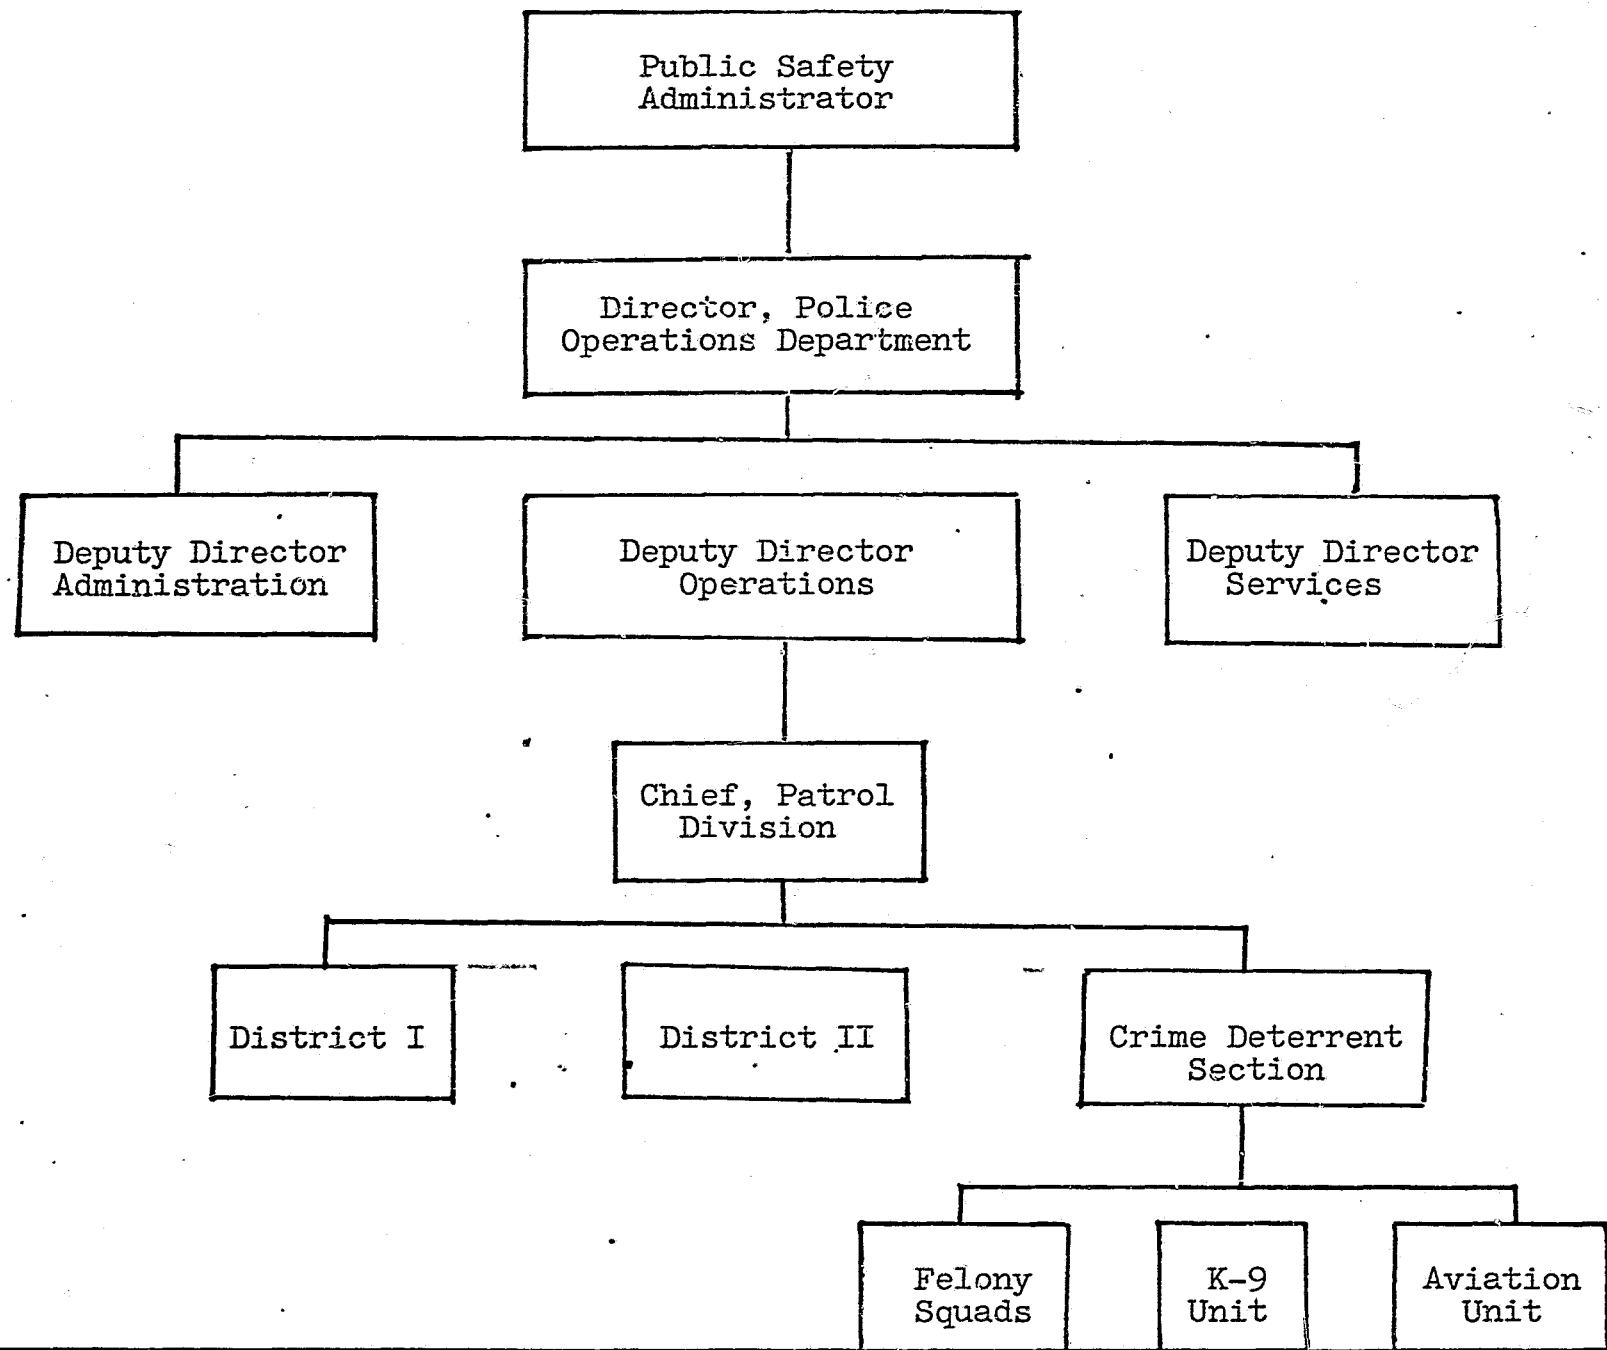 Public Safety
Administrator
Director, Police
Operations Department
Deputy Director
Administration
Deputy Director
Operations
Deputy Director
Services
Chief, Patrol
Division
District I
District II
Crime Deterrent
Section
Felony
Squads
K-9
Unit
Aviation
Unit